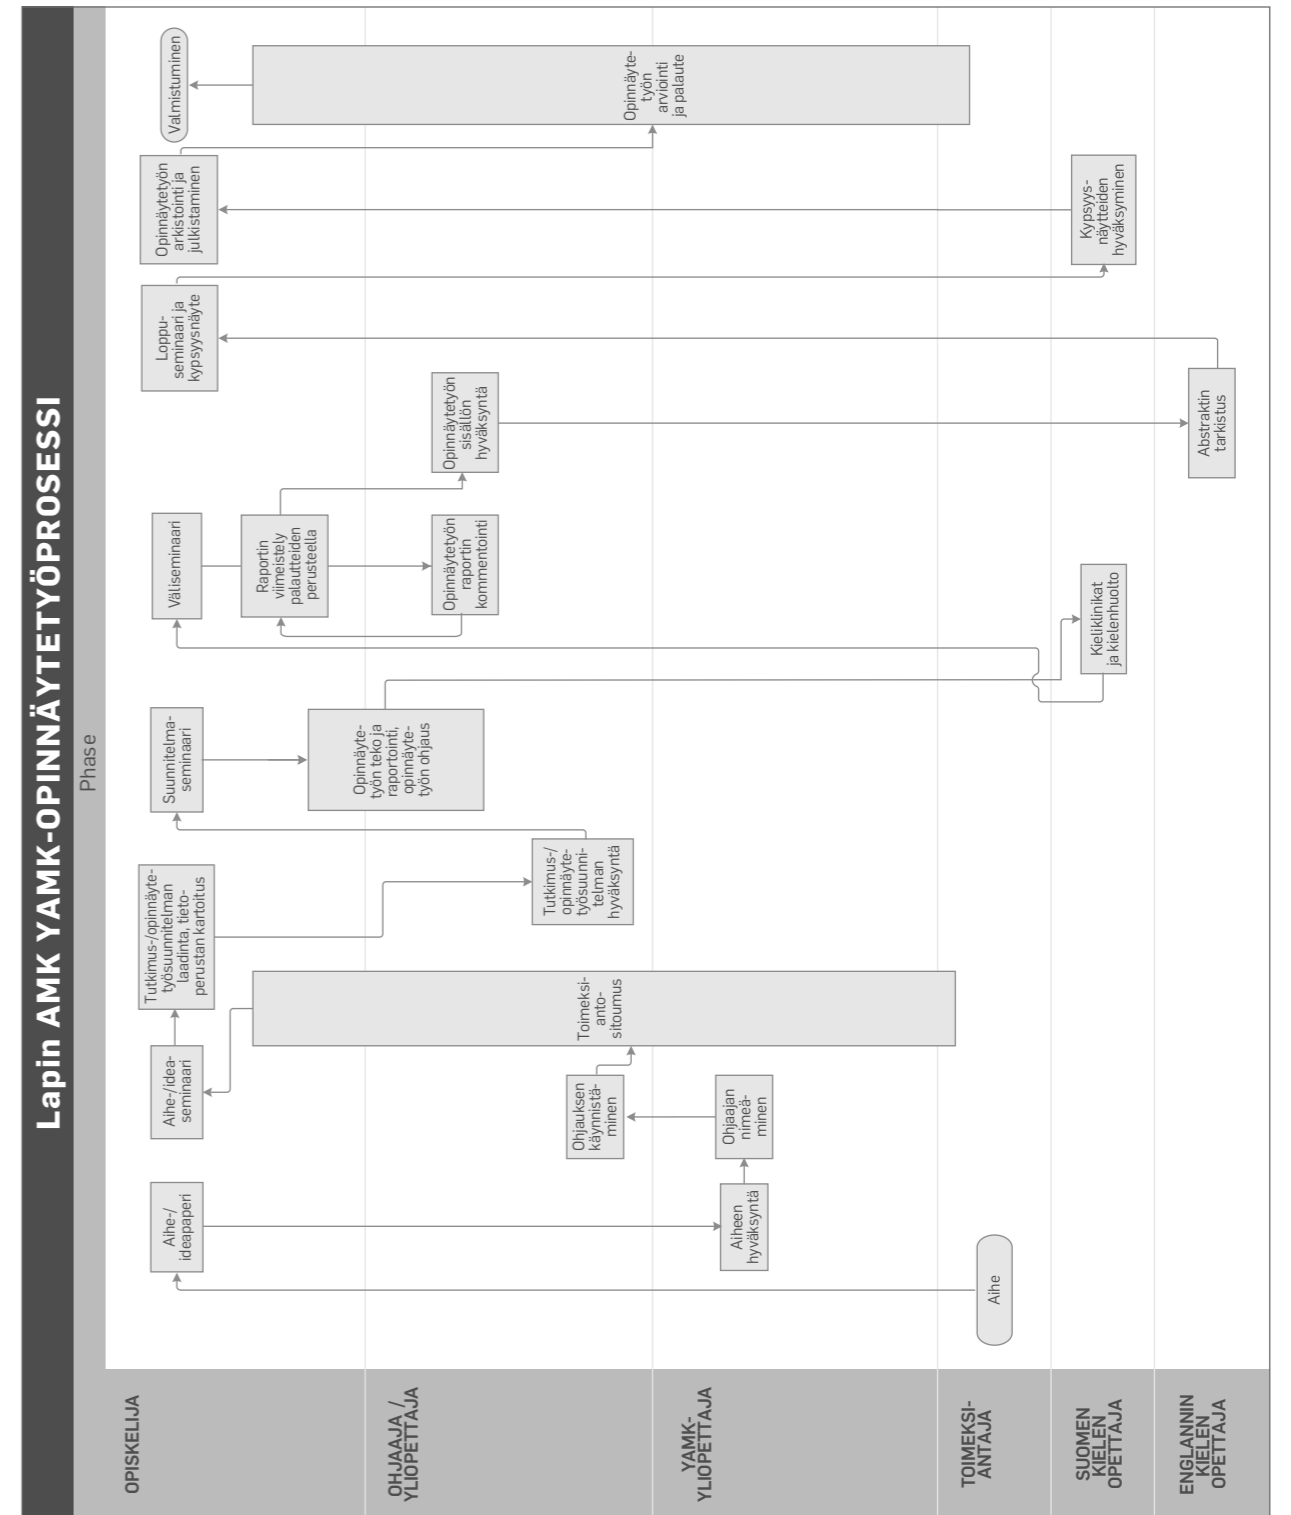 Lapin AMK YAMK-OPINNÄYTETYÖPROSESSI
Phase
OPISKELIJA
OHJAAJA /
YLIOPETTAJA
YAMK-
YLIOPETTAJA
TOIMEKSI-
ANTAJA
SUOMEN
KIELEN
OPETTAJA
ENGLANNIN
KIELEN
OPETTAJA
Aihe
Aihe-/
ideapaperi
Aiheen
hyväksyntä
Ohjaajan
nimeä-
minen
Ohjauksen
käynnistä-
minen
Toimeksi-
anto-
sitoumus
Aihe-/idea-
seminaari
Tutkimus-/opinnäyte-
työsuunnitelman
laadinta, tieto-
perustan kartoitus
Tutkimus-/
opinnäyte-
työsuunni-
telman
hyväksyntä
Suunnitelma-
seminaari
Opinnäyte-
työn teko ja
raportointi,
opinnäyte-
työn ohjaus
Kieliklinikat
ja kielenhuolto
Väliseminaari
Raportin
viimeistely
palautteiden
perusteella
Opinnäytetyön
raportin
kommentointi
Opinnäytetyön
sisällön
hyväksyntä
Abstraktin
tarkistus
Loppu-
seminaari ja
kypsyysnäyte
Kypsyys-
näytteiden
hyväksyminen
Opinnäytetyön
arkistointi ja
julkistaminen
Opinnäyte-
työn
arviointi
ja palaute
Valmistuminen